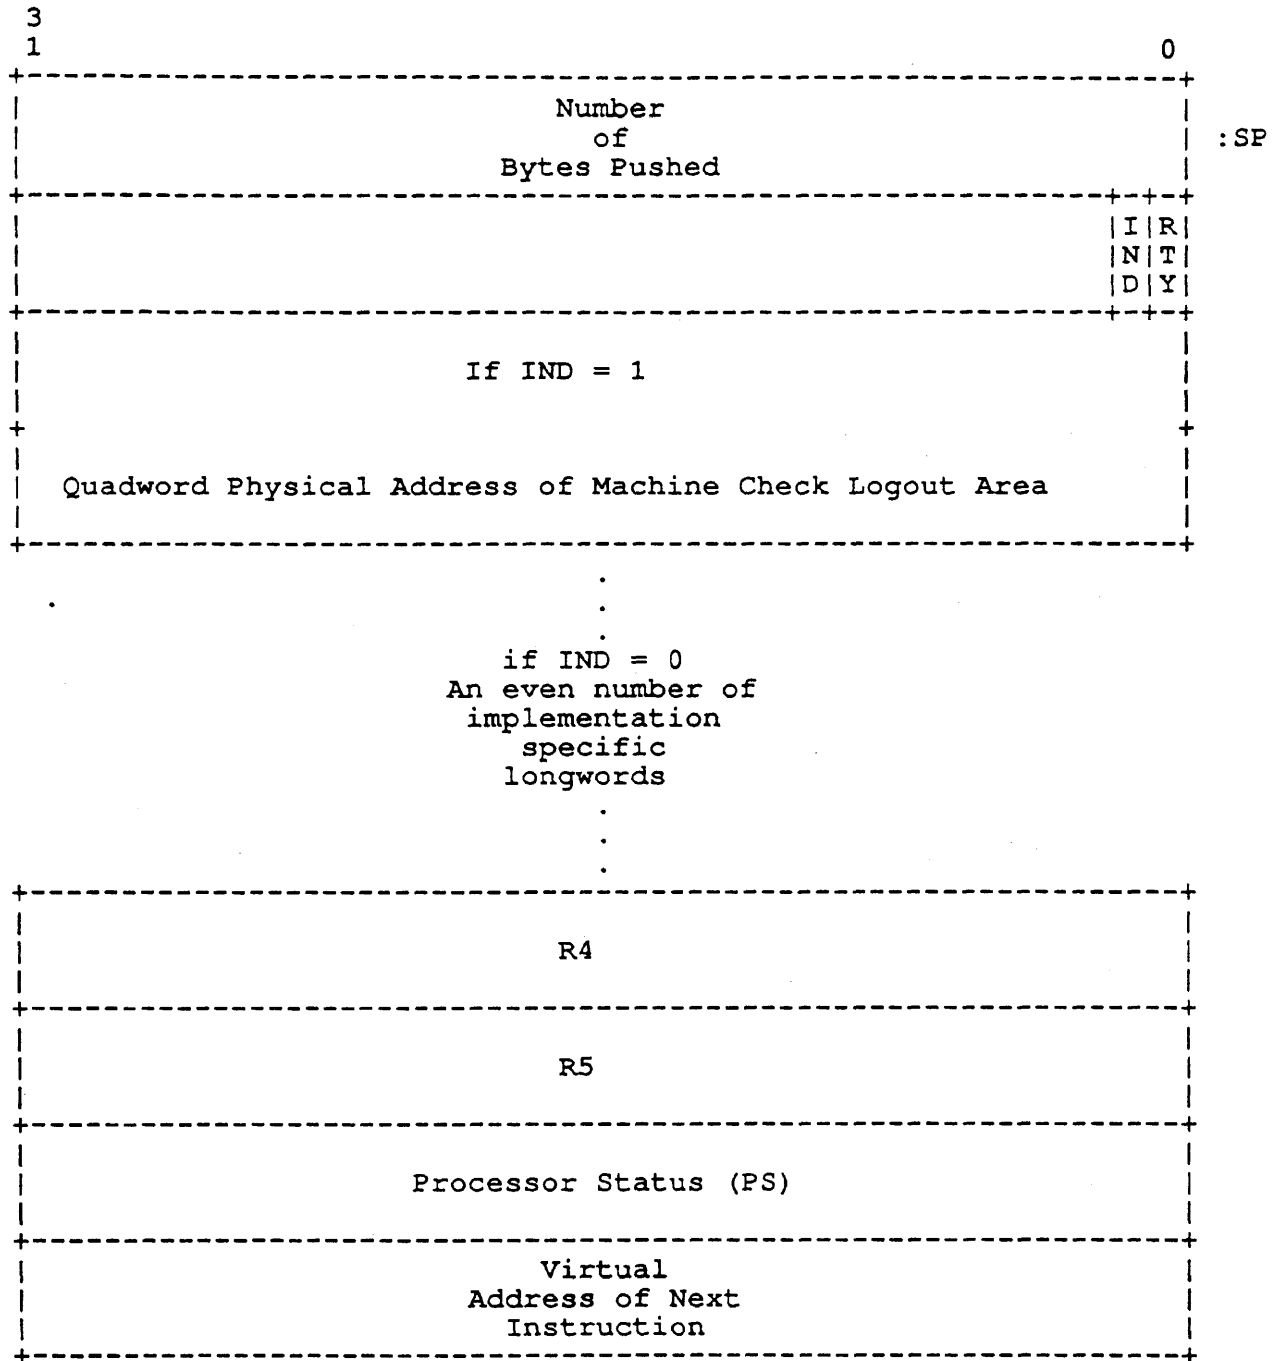 3
1 0
Number
of :SP
Bytes Pushed
|I|R|
|N|T|
|D|Y|
If IND = 1
Quadword Physical Address of Machine Check Logout Area
.
.
.
if IND = 0
An even number of
implementation
specific
longwords
.
.
.
R4
R5
Processor Status (PS)
Virtual
Address of Next
Instruction